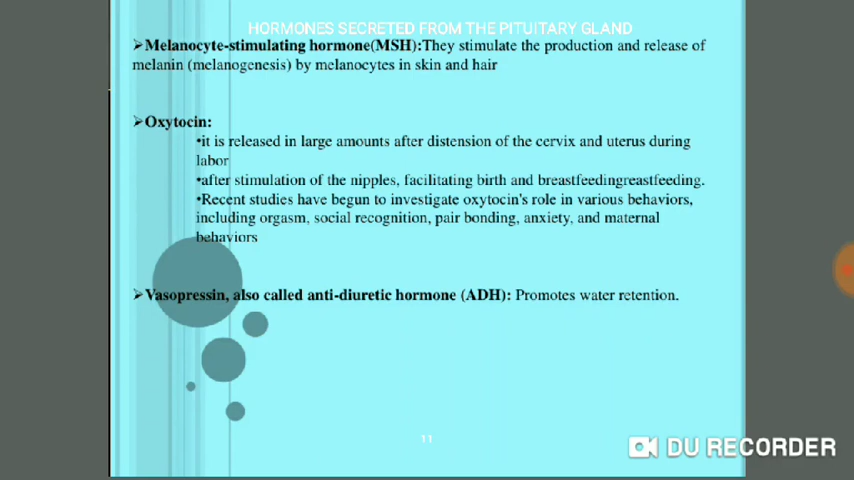 HORMONES SECRETED FROM THE PITUITARY GLAND
➢Melanocyte-stimulating hormone(MSH):They stimulate the production and release of
melanin (melanogenesis) by melanocytes in skin and hair
➢Oxytocin:
•it is released in large amounts after distension of the cervix and uterus during
labor
•after stimulation of the nipples, facilitating birth and breastfeedingreastfeeding.
•Recent studies have begun to investigate oxytocin's role in various behaviors,
including orgasm, social recognition, pair bonding, anxiety, and maternal
behaviors
➢Vasopressin, also called anti-diuretic hormone (ADH): Promotes water retention.
11
DU RECORDER